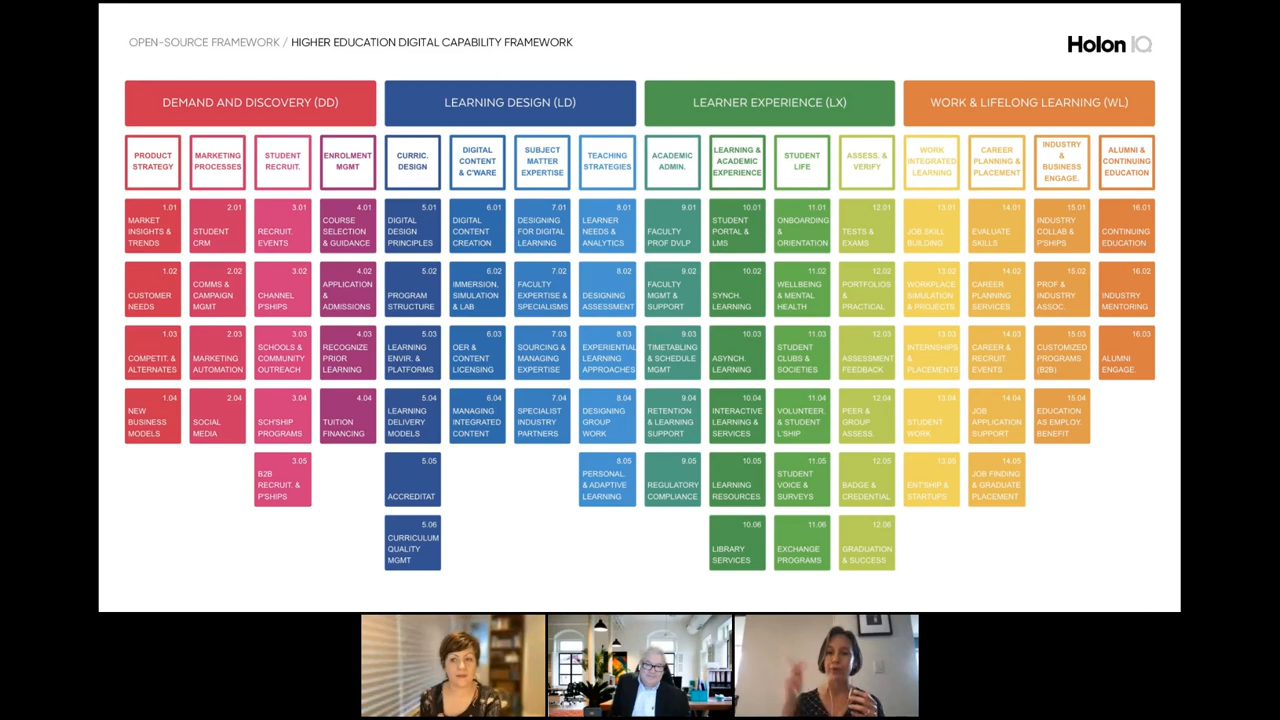 OPEN-SOURCE FRAMEWORK / HIGHER EDUCATION DIGITAL CAPABILITY FRAMEWORK
Holon IQ
DEMAND AND DISCOVERY (DD)
LEARNING DESIGN (LD)
LEARNER EXPERIENCE (LX)
WORK & LIFELONG LEARNING (WL)
PRODUCT
STRATEGY
MARKETING
PROCESSES
STUDENT
RECRUIT.
ENROLMENT
MGMT
CURRIC.
DESIGN
DIGITAL
CONTENT
& C'WARE
SUBJECT
MATTER
EXPERTISE
TEACHING
STRATEGIES
ACADEMIC
ADMIN.
LEARNING &
ACADEMIC
EXPERIENCE
STUDENT
LIFE
ASSESS. &
VERIFY
WORK
INTEGRATED
LEARNING
CAREER
PLANNING &
PLACEMENT
INDUSTRY
&
BUSINESS
ENGAGE.
ALUMNI &
CONTINUING
EDUCATION
1.01
MARKET
INSIGHTS &
TRENDS
2.01
STUDENT
CRM
3.01
RECRUIT.
EVENTS
4.01
COURSE
SELECTION
& GUIDANCE
5.01
DIGITAL
DESIGN
PRINCIPLES
6.01
DIGITAL
CONTENT
CREATION
7.01
DESIGNING
FOR DIGITAL
LEARNING
8.01
LEARNER
NEEDS &
ANALYTICS
9.01
FACULTY
PROF DVLP
10.01
STUDENT
PORTAL &
LMS
11.01
ONBOARDING
&
ORIENTATION
12.01
TESTS &
EXAMS
13.01
JOB SKILL
BUILDING
14.01
EVALUATE
SKILLS
15.01
INDUSTRY
COLLAB &
P'SHIPS
16.01
CONTINUING
EDUCATION
1.02
CUSTOMER
NEEDS
2.02
COMMS &
CAMPAIGN
MGMT
3.02
CHANNEL
P'SHIPS
4.02
APPLICATION
&
ADMISSIONS
5.02
PROGRAM
STRUCTURE
6.02
IMMERSION,
SIMULATION
& LAB
7.02
FACULTY
EXPERTISE &
SPECIALISMS
8.02
DESIGNING
ASSESSMENT
9.02
FACULTY
MGMT &
SUPPORT
10.02
SYNCH.
LEARNING
11.02
WELLBEING
& MENTAL
HEALTH
12.02
PORTFOLIOS
&
PRACTICAL
13.02
WORKPLACE
SIMULATION
& PROJECTS
14.02
CAREER
PLANNING
SERVICES
15.02
PROF &
INDUSTRY
ASSOC.
16.02
INDUSTRY
MENTORING
1.03
COMPETIT. &
ALTERNATES
2.03
MARKETING
AUTOMATION
3.03
SCHOOLS &
COMMUNITY
OUTREACH
4.03
RECOGNIZE
PRIOR
LEARNING
5.03
LEARNING
ENVIR. &
PLATFORMS
6.03
OER &
CONTENT
LICENSING
7.03
SOURCING &
MANAGING
EXPERTISE
8.03
EXPERIENTIAL
LEARNING
APPROACHES
9.03
TIMETABLING
& SCHEDULE
MGMT
10.03
ASYNCH.
LEARNING
11.03
STUDENT
CLUBS &
SOCIETIES
12.03
ASSESSMENT
FEEDBACK
13.03
INTERNSHIPS
&
PLACEMENTS
14.03
CAREER &
RECRUIT.
EVENTS
15.03
CUSTOMIZED
PROGRAMS
(B2B)
16.03
ALUMNI
ENGAGE.
1.04
NEW
BUSINESS
MODELS
2.04
SOCIAL
MEDIA
3.04
SCH'SHIP
PROGRAMS
4.04
TUITION
FINANCING
5.04
LEARNING
DELIVERY
MODELS
6.04
MANAGING
INTEGRATED
CONTENT
7.04
SPECIALIST
INDUSTRY
PARTNERS
8.04
DESIGNING
GROUP
WORK
9.04
RETENTION
& LEARNING
SUPPORT
10.04
INTERACTIVE
LEARNING &
SERVICES
11.04
VOLUNTEER.
& STUDENT
L'SHIP
12.04
PEER &
GROUP
ASSESS.
13.04
STUDENT
WORK
14.04
JOB
APPLICATION
SUPPORT
15.04
EDUCATION
AS EMPLOY.
BENEFIT
3.05
B2B
RECRUIT. &
P'SHIPS
5.05
ACCREDITAT
8.05
PERSONAL.
& ADAPTIVE
LEARNING
9.05
REGULATORY
COMPLIANCE
10.05
LEARNING
RESOURCES
11.05
STUDENT
VOICE &
SURVEYS
12.05
BADGE &
CREDENTIAL
13.05
ENT'SHIP &
STARTUPS
14.05
JOB FINDING
& GRADUATE
PLACEMENT
5.06
CURRICULUM
QUALITY
MGMT
10.06
LIBRARY
SERVICES
11.06
EXCHANGE
PROGRAMS
12.06
GRADUATION
& SUCCESS